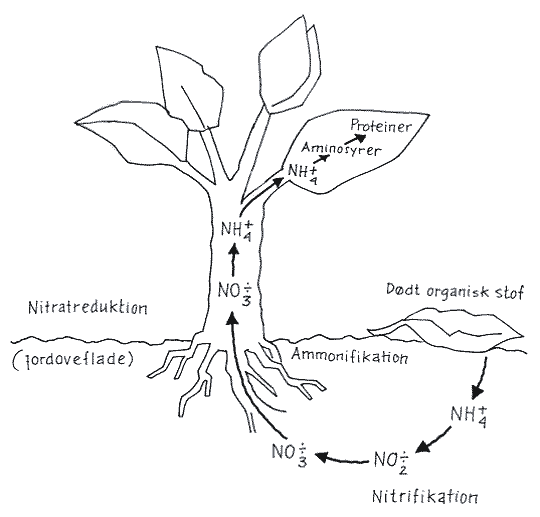 Proteiner
Aminosyrer
NH₄⁺
NH₄⁺
NO₃÷
Nitratreduktion
Dødt organisk stof
(jordoveflade)
Ammonifikation
NH₄⁺
NO₃÷
NO₂÷
Nitrifikation